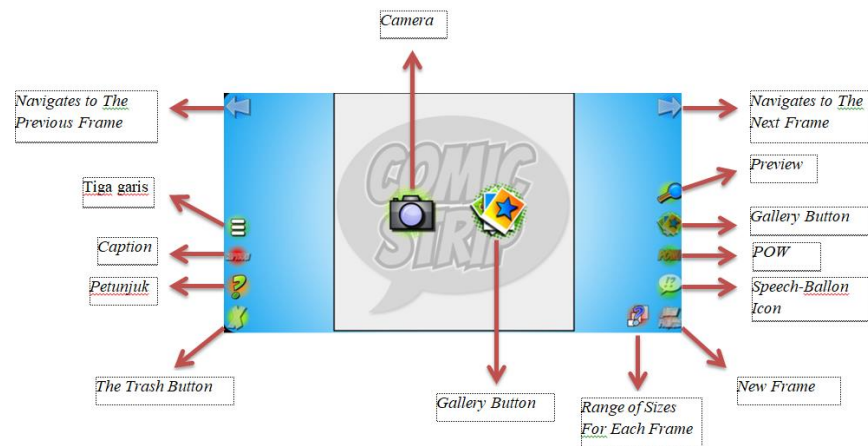 Camera
Navigates to The
Previous Frame
Navigates to The
Next Frame
Preview
Tiga garis
Gallery Button
COMIC
STRIP
Caption
POW
Petunjuk
Speech-Ballon
Icon
The Trash Button
Gallery Button
Range of Sizes
For Each Frame
New Frame